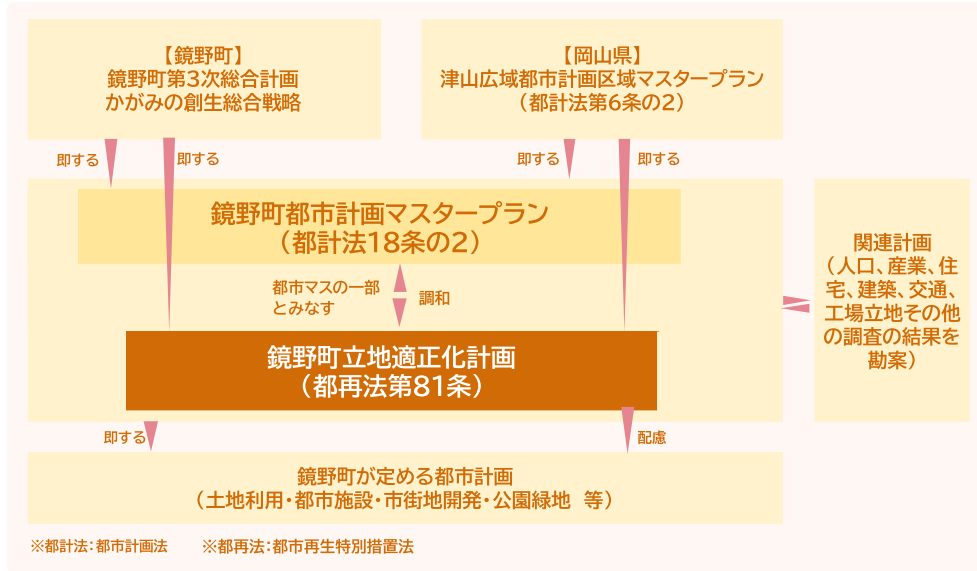 【鏡野町】
鏡野町第3次総合計画
かがみの創生総合戦略
【岡山県】
津山広域都市計画区域マスタープラン
（都計法第6条の2）
即する
即する
即する
即する
鏡野町都市計画マスタープラン
（都計法18条の2）
都市マスの一部
とみなす
調和
鏡野町立地適正化計画
（都再法第81条）
関連計画
（人口、産業、住
宅、建築、交通、
工場立地その他
の調査の結果を
勘案）
即する
配慮
鏡野町が定める都市計画
（土地利用・都市施設・市街地開発・公園緑地　等）
※都計法：都市計画法　　※都再法：都市再生特別措置法